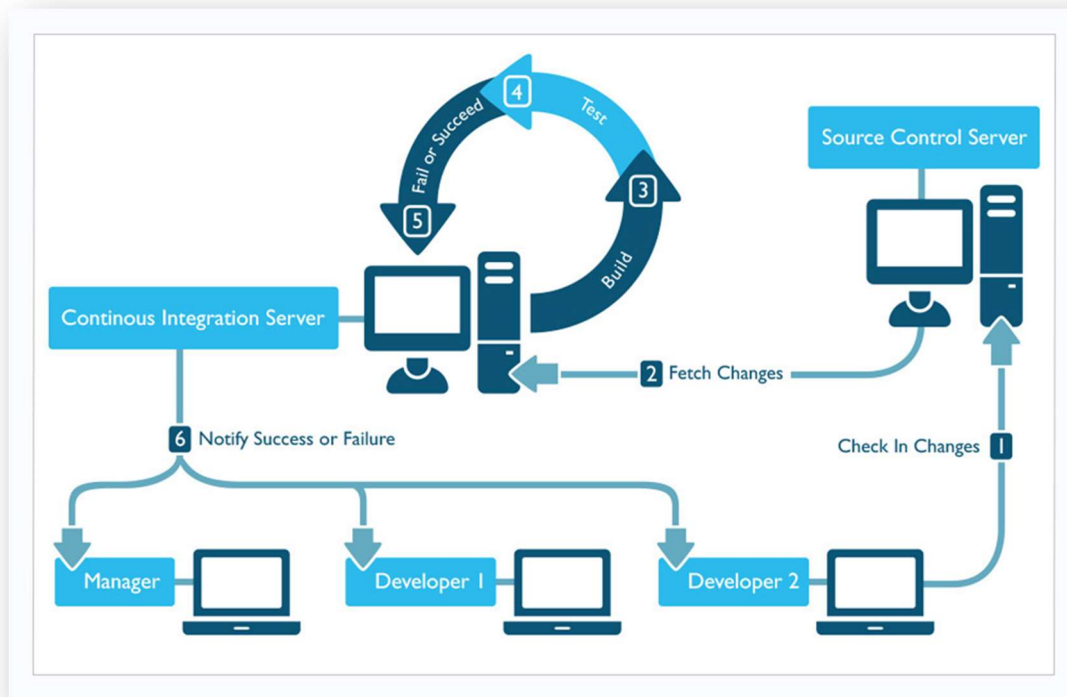 4
Test
Fail or Succeed
3
5
Build
Source Control Server
Continous Integration Server
2 Fetch Changes
6 Notify Success or Failure
Check In Changes 1
Manager
Developer 1
Developer 2